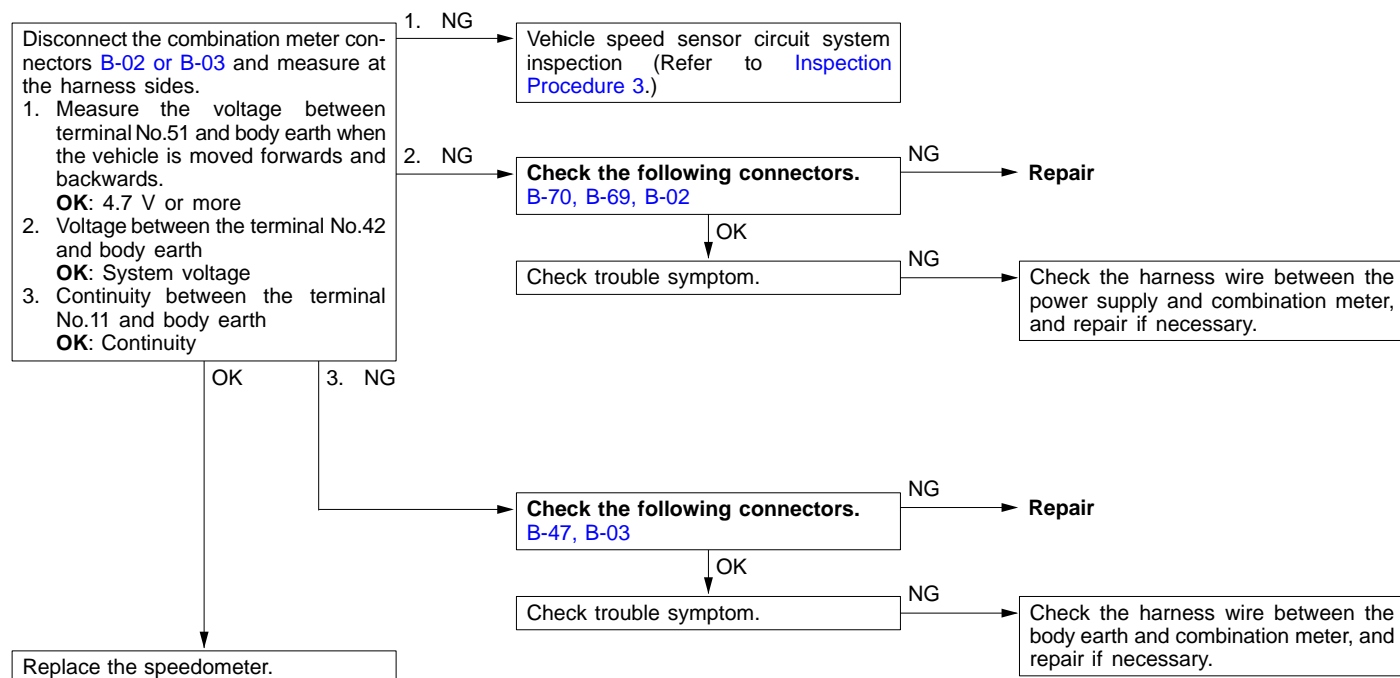 Disconnect the combination meter con-
nectors B-02 or B-03 and measure at
the harness sides.
1. Measure the voltage between
terminal No.51 and body earth when
the vehicle is moved forwards and
backwards.
OK: 4.7 V or more
2. Voltage between the terminal No.42
and body earth
OK: System voltage
3. Continuity between the terminal
No.11 and body earth
OK: Continuity
1. NG
Vehicle speed sensor circuit system
inspection (Refer to Inspection
Procedure 3.)
2. NG
Check the following connectors.
B-70, B-69, B-02
NG
Repair
OK
Check trouble symptom.
NG
Check the harness wire between the
power supply and combination meter,
and repair if necessary.
OK
3. NG
Check the following connectors.
B-47, B-03
NG
Repair
OK
Check trouble symptom.
NG
Check the harness wire between the
body earth and combination meter, and
repair if necessary.
Replace the speedometer.